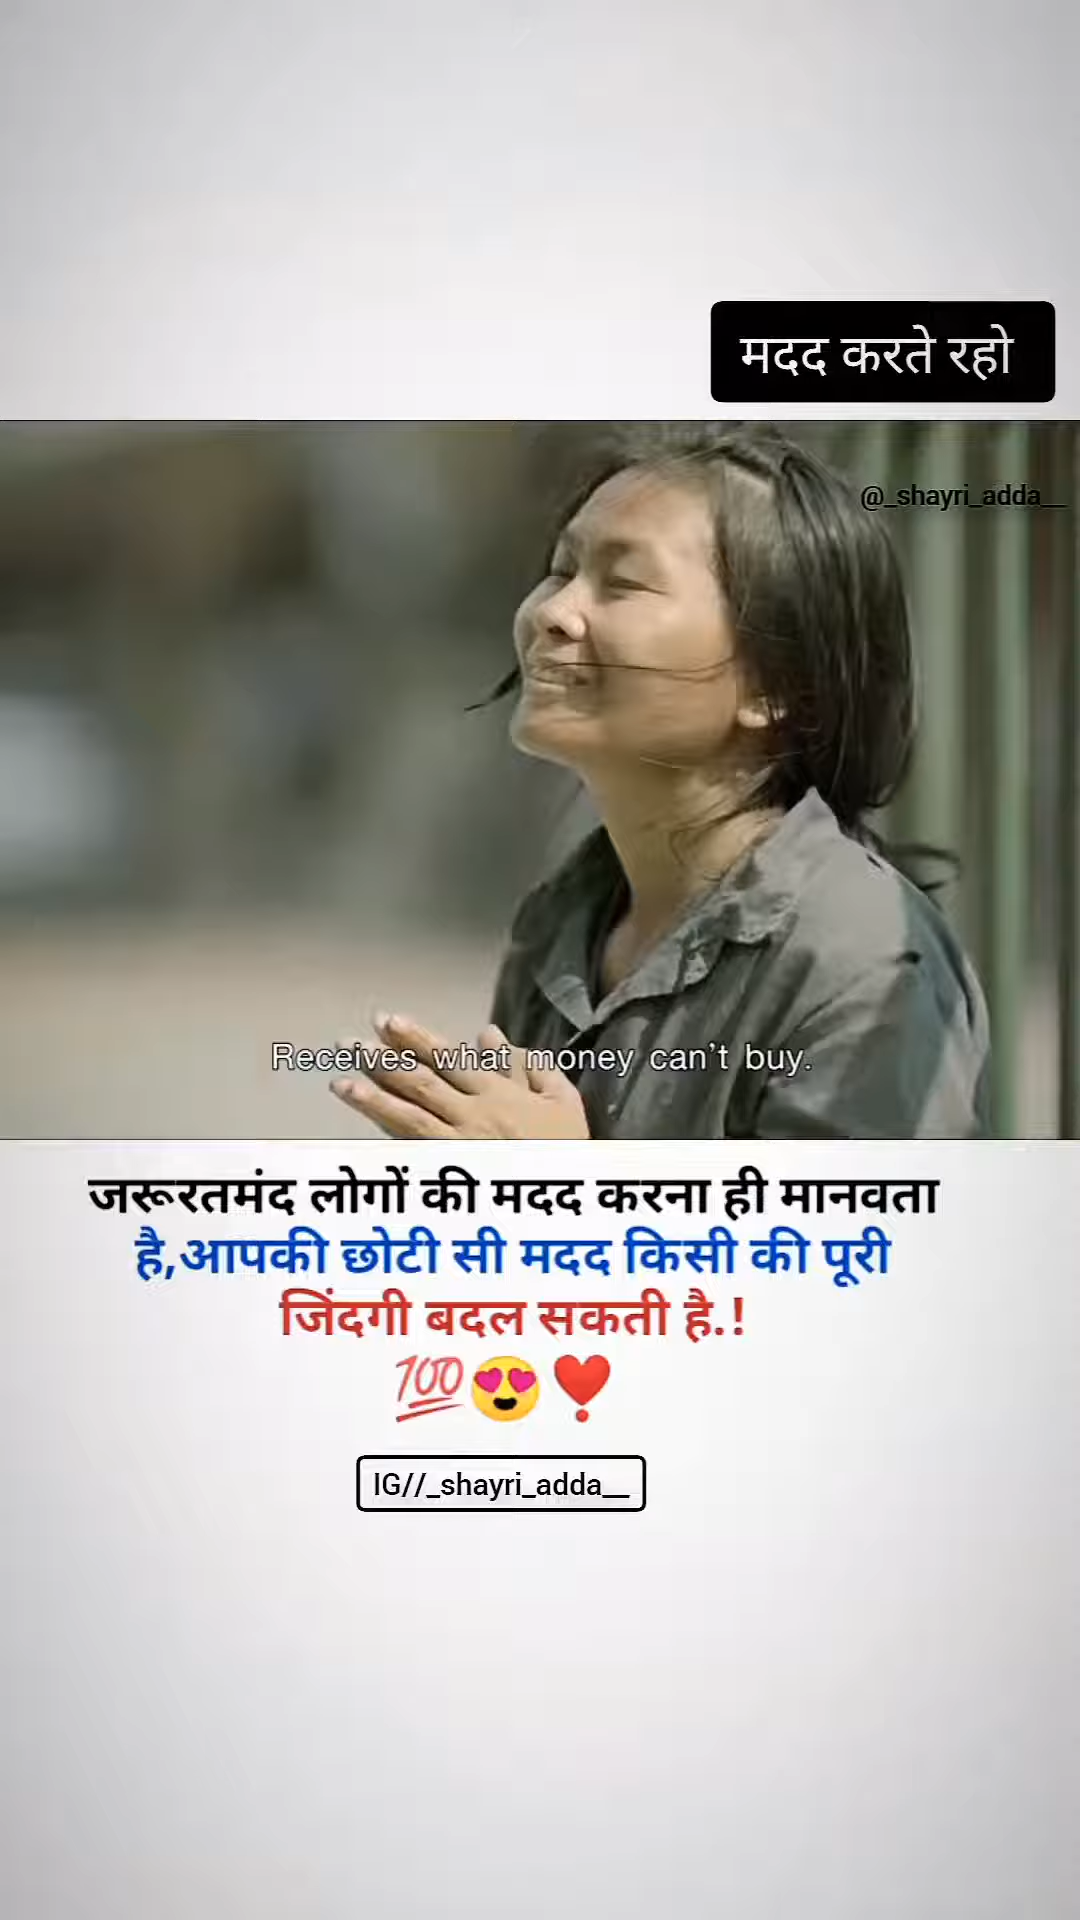 मदद करते रहो
@_shayri_adda__
Receives what money can't buy.
जरूरतमंद लोगों की मदद करना ही मानवता
है,आपकी छोटी सी मदद किसी की पूरी
जिंदगी बदल सकती है.!
💯😍❣️
IG//_shayri_adda__